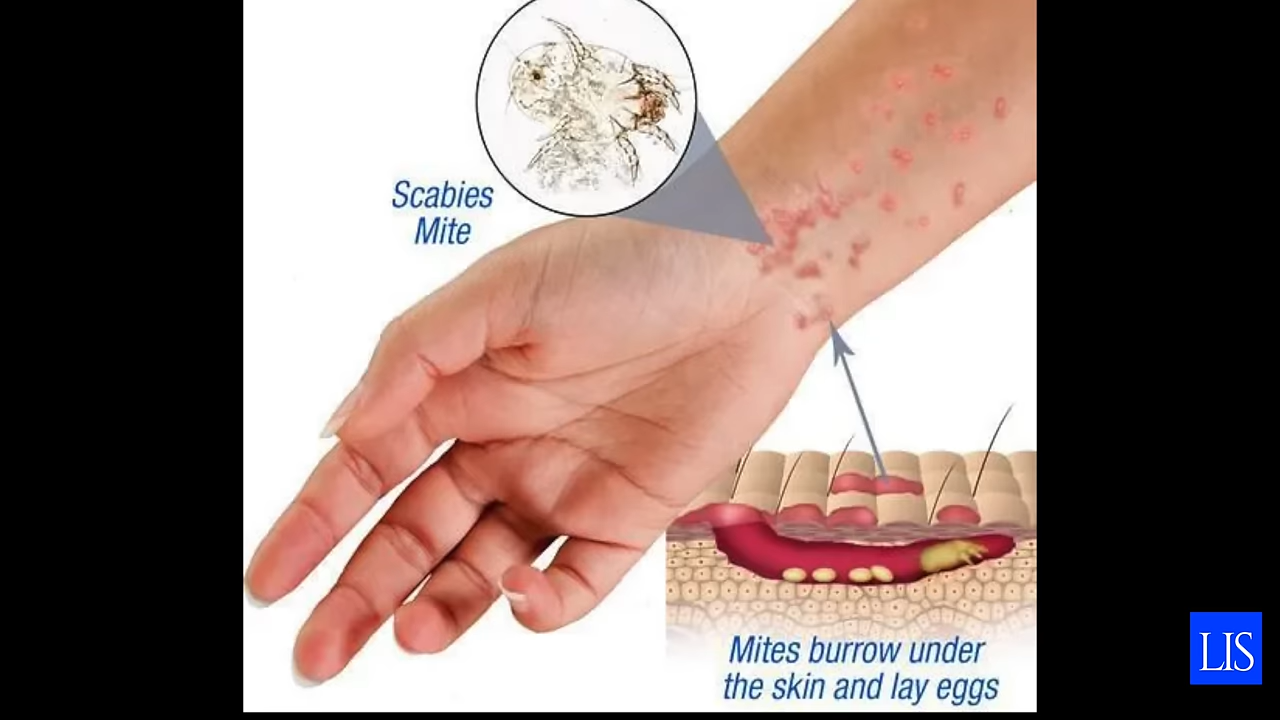 Scabies
Mite
Mites burrow under
the skin and lay eggs
LIS